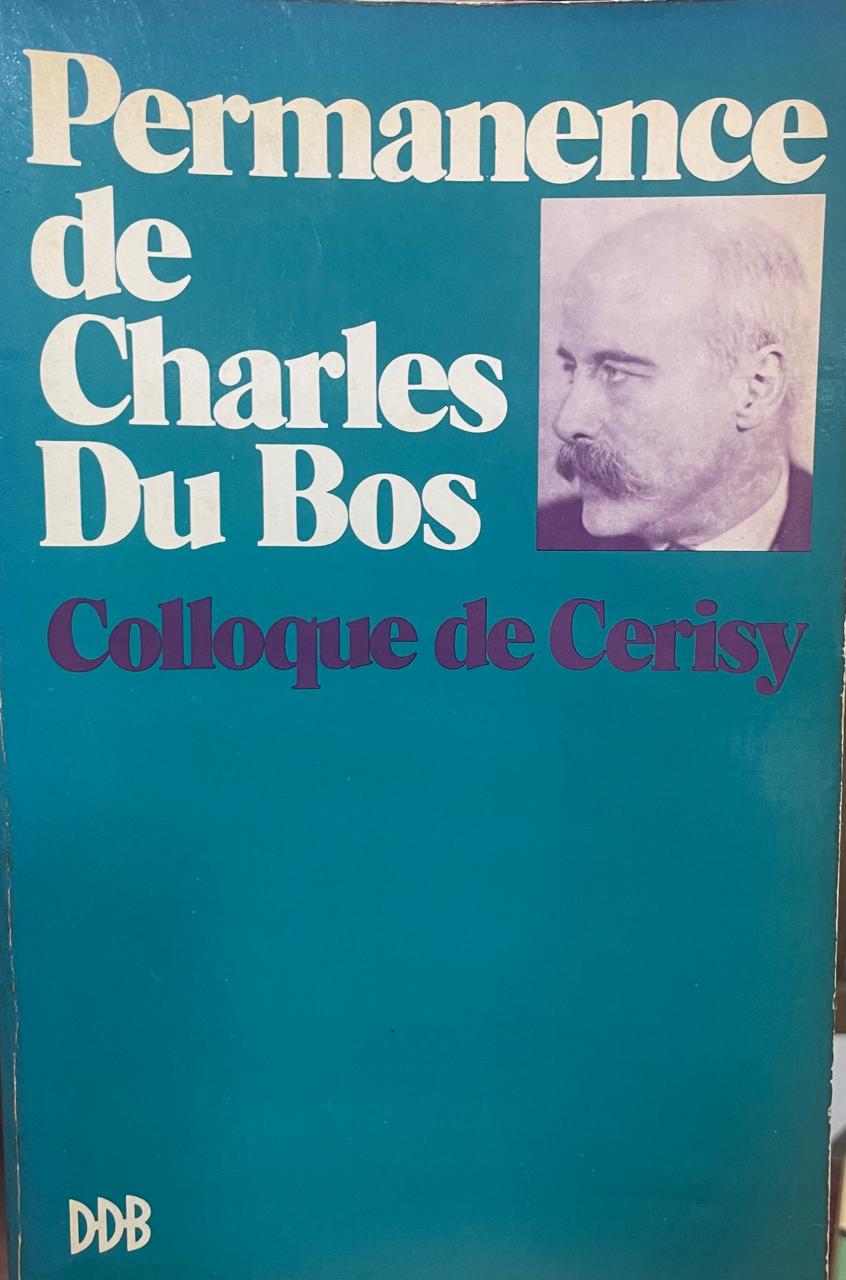 Permanence
de
Charles
Du Bos
Colloque de Cerisy
DDB